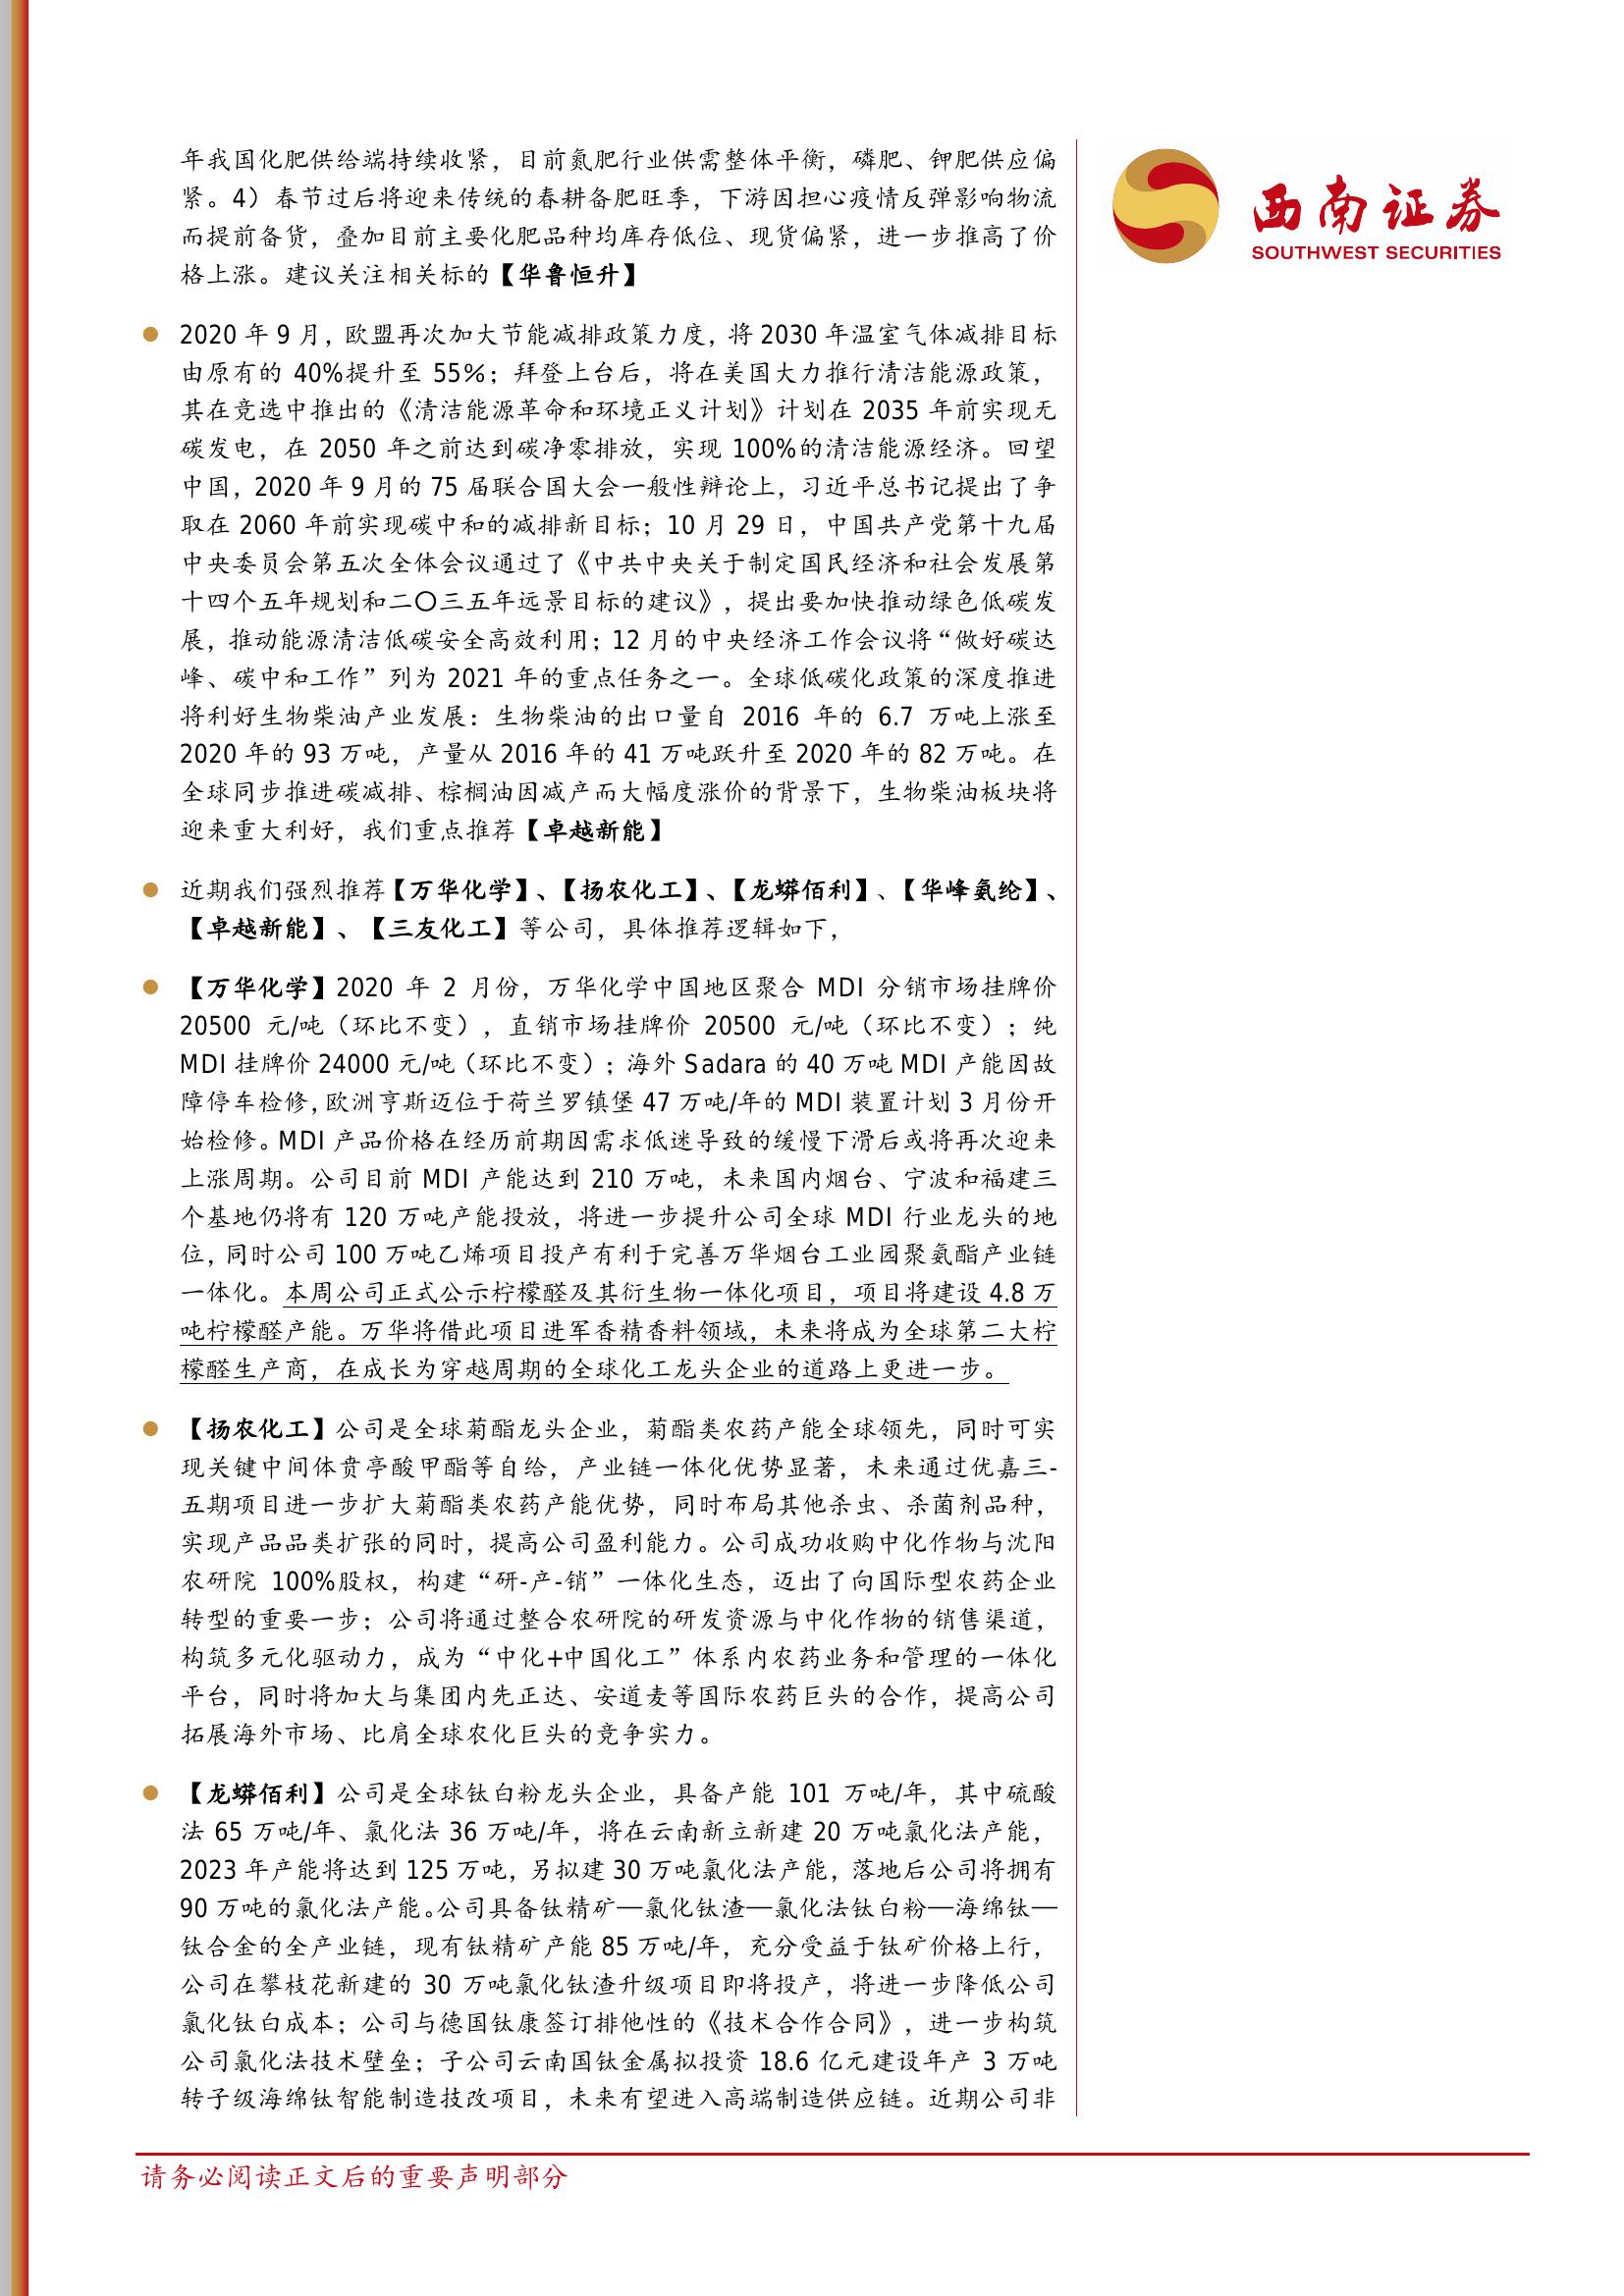 年我国化肥供给端持续收紧，目前氮肥行业供需整体平衡，磷肥、钾肥供应偏
紧。4）春节过后将迎来传统的春耕备肥旺季，下游因担心疫情反弹影响物流
而提前备货，叠加目前主要化肥品种均库存低位、现货偏紧，进一步推高了价
格上涨。建议关注相关标的【华鲁恒升】
● 2020 年 9 月，欧盟再次加大节能减排政策力度，将 2030 年温室气体减排目标
由原有的 40%提升至 55%；拜登上台后，将在美国大力推行清洁能源政策，
其在竞选中推出的《清洁能源革命和环境正义计划》计划在 2035 年前实现无
碳发电，在 2050 年之前达到碳净零排放，实现 100%的清洁能源经济。回望
中国，2020 年 9 月的 75 届联合国大会一般性辩论上，习近平总书记提出了争
取在 2060 年前实现碳中和的减排新目标；10 月 29 日，中国共产党第十九届
中央委员会第五次全体会议通过了《中共中央关于制定国民经济和社会发展第
十四个五年规划和二〇三五年远景目标的建议》，提出要加快推动绿色低碳发
展，推动能源清洁低碳安全高效利用；12 月的中央经济工作会议将“做好碳达
峰、碳中和工作”列为 2021 年的重点任务之一。全球低碳化政策的深度推进
将利好生物柴油产业发展：生物柴油的出口量自 2016 年的 6.7 万吨上涨至
2020 年的 93 万吨，产量从 2016 年的 41 万吨跃升至 2020 年的 82 万吨。在
全球同步推进碳减排、棕榈油因减产而大幅度涨价的背景下，生物柴油板块将
迎来重大利好，我们重点推荐【卓越新能】
● 近期我们强烈推荐【万华化学】、【扬农化工】、【龙蟒佰利】、【华峰氨纶】、
【卓越新能】、【三友化工】等公司，具体推荐逻辑如下，
● 【万华化学】2020 年 2 月份，万华化学中国地区聚合 MDI 分销市场挂牌价
20500 元/吨（环比不变），直销市场挂牌价 20500 元/吨（环比不变）；纯
MDI 挂牌价 24000 元/吨（环比不变）；海外 Sadara 的 40 万吨 MDI 产能因故
障停车检修，欧洲亨斯迈位于荷兰罗镇堡 47 万吨/年的 MDI 装置计划 3 月份开
始检修。MDI 产品价格在经历前期因需求低迷导致的缓慢下滑后或将再次迎来
上涨周期。公司目前 MDI 产能达到 210 万吨，未来国内烟台、宁波和福建三
个基地仍将有 120 万吨产能投放，将进一步提升公司全球 MDI 行业龙头的地
位，同时公司 100 万吨乙烯项目投产有利于完善万华烟台工业园聚氨酯产业链
一体化。本周公司正式公示柠檬醛及其衍生物一体化项目，项目将建设 4.8 万
吨柠檬醛产能。万华将借此项目进军香精香料领域，未来将成为全球第二大柠
檬醛生产商，在成长为穿越周期的全球化工龙头企业的道路上更进一步。
● 【扬农化工】公司是全球菊酯龙头企业，菊酯类农药产能全球领先，同时可实
现关键中间体贲亭酸甲酯等自给，产业链一体化优势显著，未来通过优嘉三-
五期项目进一步扩大菊酯类农药产能优势，同时布局其他杀虫、杀菌剂品种，
实现产品品类扩张的同时，提高公司盈利能力。公司成功收购中化作物与沈阳
农研院 100%股权，构建“研-产-销”一体化生态，迈出了向国际型农药企业
转型的重要一步；公司将通过整合农研院的研发资源与中化作物的销售渠道，
构筑多元化驱动力，成为“中化+中国化工”体系内农药业务和管理的一体化
平台，同时将加大与集团内先正达、安道麦等国际农药巨头的合作，提高公司
拓展海外市场、比肩全球农化巨头的竞争实力。
● 【龙蟒佰利】公司是全球钛白粉龙头企业，具备产能 101 万吨/年，其中硫酸
法 65 万吨/年、氯化法 36 万吨/年，将在云南新立新建 20 万吨氯化法产能，
2023 年产能将达到 125 万吨，另拟建 30 万吨氯化法产能，落地后公司将拥有
90 万吨的氯化法产能。公司具备钛精矿—氯化钛渣—氯化法钛白粉—海绵钛—
钛合金的全产业链，现有钛精矿产能 85 万吨/年，充分受益于钛矿价格上行，
公司在攀枝花新建的 30 万吨氯化钛渣升级项目即将投产，将进一步降低公司
氯化钛白成本；公司与德国钛康签订排他性的《技术合作合同》，进一步构筑
公司氯化法技术壁垒；子公司云南国钛金属拟投资 18.6 亿元建设年产 3 万吨
转子级海绵钛智能制造技改项目，未来有望进入高端制造供应链。近期公司非
西南证券
SOUTHWEST SECURITIES
请务必阅读正文后的重要声明部分